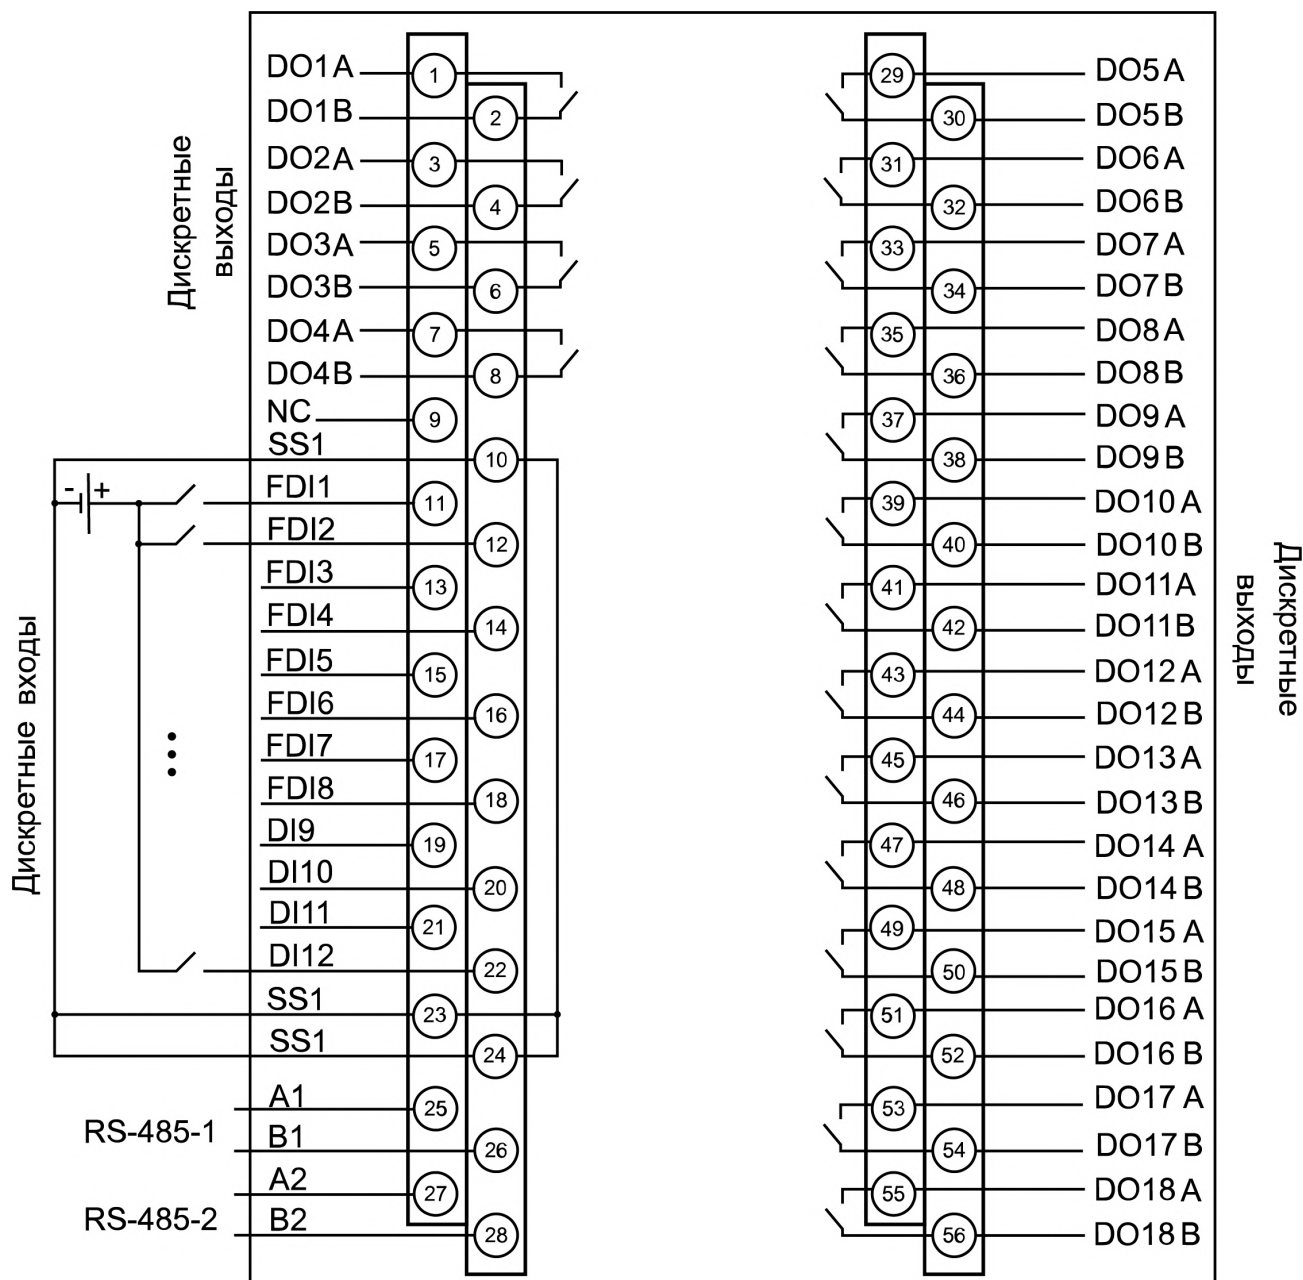 Дискретные
выходы
DO1A 1
DO1B 2
DO2A 3
DO2B 4
DO3A 5
DO3B 6
DO4A 7
DO4B 8
NC 9
SS1 10
Дискретные входы
- +
FDI1 11
FDI2 12
FDI3 13
FDI4 14
FDI5 15
FDI6 16
FDI7 17
FDI8 18
DI9 19
DI10 20
DI11 21
DI12 22
SS1 23
SS1 24
RS-485-1
A1 25
B1 26
RS-485-2
A2 27
B2 28
29 DO5A
30 DO5B
31 DO6A
32 DO6B
33 DO7A
34 DO7B
35 DO8A
36 DO8B
37 DO9A
38 DO9B
39 DO10A
40 DO10B
41 DO11A
42 DO11B
43 DO12A
44 DO12B
45 DO13A
46 DO13B
47 DO14A
48 DO14B
49 DO15A
50 DO15B
51 DO16A
52 DO16B
53 DO17A
54 DO17B
55 DO18A
56 DO18B
Дискретные
выходы